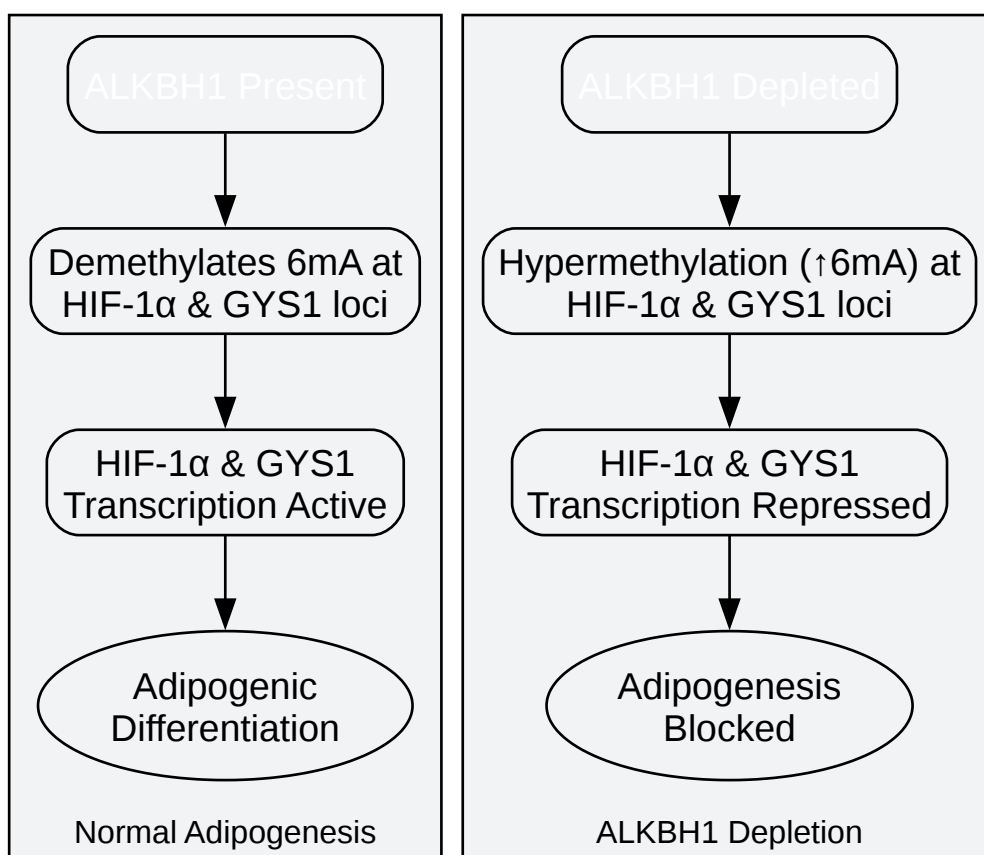 ALKBH1 Present
Demethylates 6mA at
HIF-1α & GYS1 loci
HIF-1α & GYS1
Transcription Active
Adipogenic
Differentiation
Normal Adipogenesis
ALKBH1 Depleted
Hypermethylation (↑6mA) at
HIF-1α & GYS1 loci
HIF-1α & GYS1
Transcription Repressed
Adipogenesis
Blocked
ALKBH1 Depletion